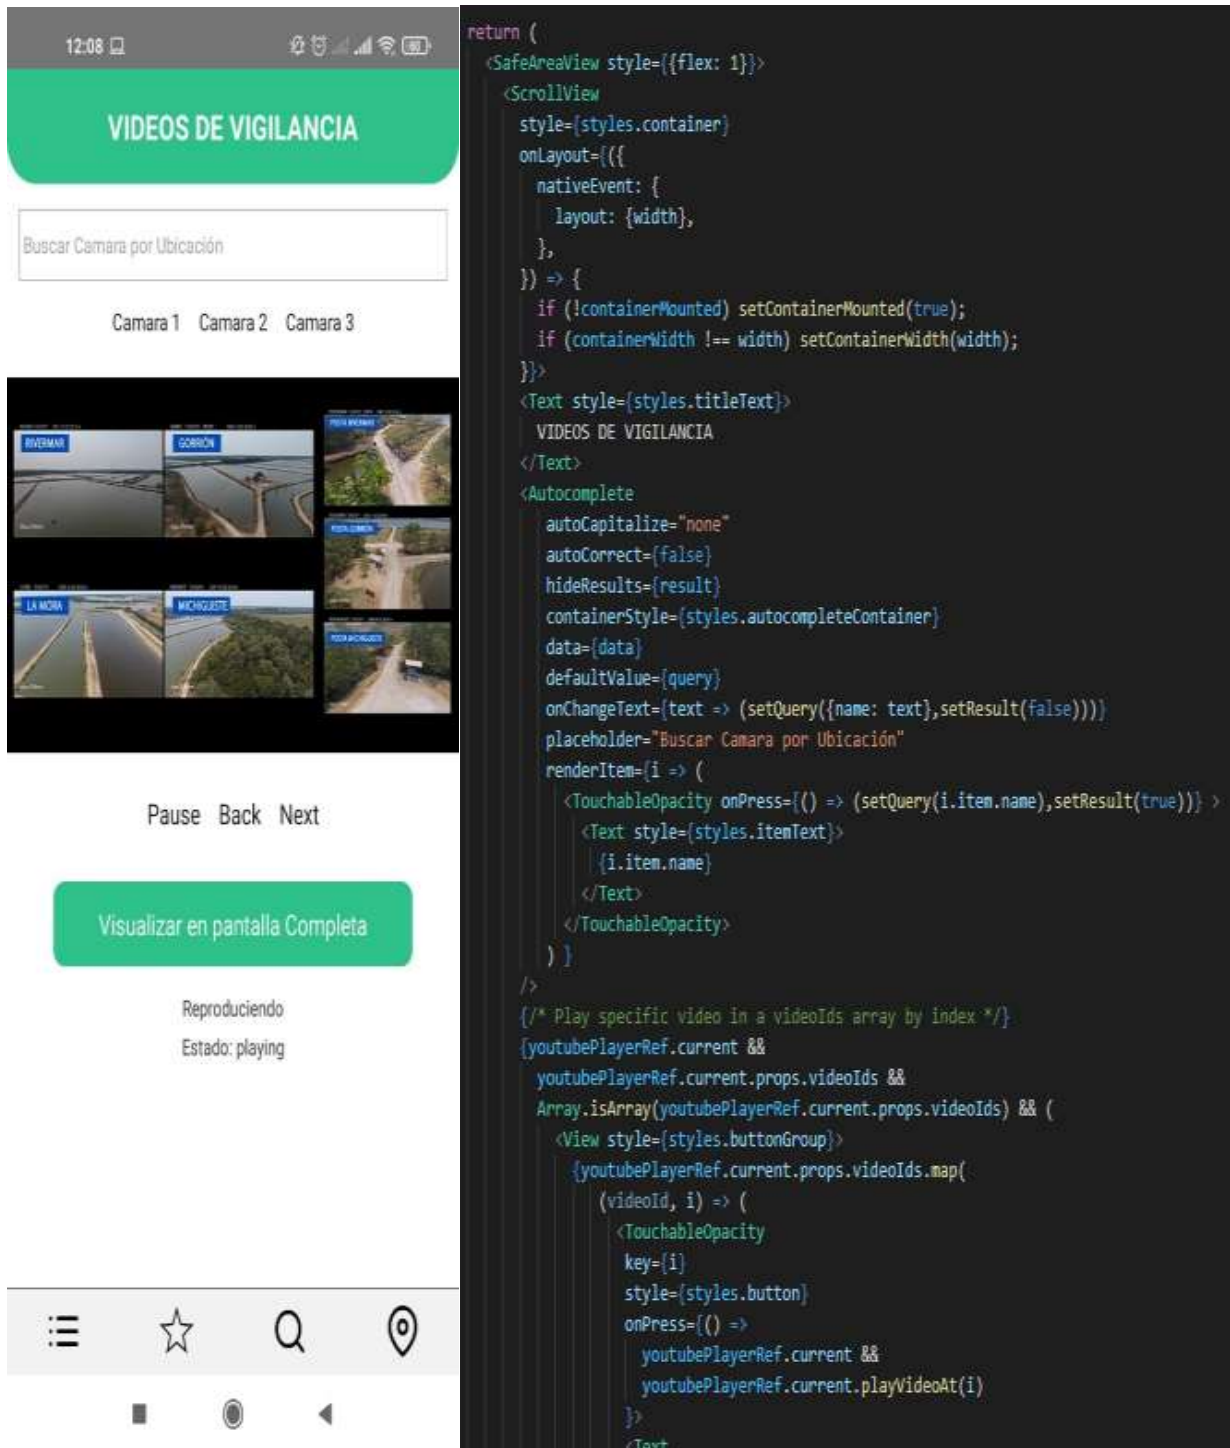 12:08
VIDEOS DE VIGILANCIA
Buscar Camara por Ubicación
Camara 1 Camara 2 Camara 3
RIVERMAR
GORRIÓN
POSTA RIVERMAR
POSTA GORRIÓN
LA MORA
MICHIGUISTE
POSTA MICHIGUISTE
Pause Back Next
Visualizar en pantalla Completa
Reproduciendo
Estado: playing
return (
<SafeAreaView style={{flex: 1}}>
<ScrollView
style={styles.container}
onLayout={({
nativeEvent: {
layout: {width},
},
}) => {
if (!containerMounted) setContainerMounted(true);
if (containerWidth !== width) setContainerWidth(width);
}}>
<Text style={styles.titleText}>
VIDEOS DE VIGILANCIA
</Text>
<Autocomplete
autoCapitalize="none"
autoCorrect={false}
hideResults={result}
containerStyle={styles.autocompleteContainer}
data={data}
defaultValue={query}
onChangeText={text => (setQuery({name: text},setResult(false)))}
placeholder="Buscar Camara por Ubicación"
renderItem={i => (
<TouchableOpacity onPress={() => (setQuery(i.item.name),setResult(true))} >
<Text style={styles.itemText}>
{i.item.name}
</Text>
</TouchableOpacity>
) }
/>
{/* Play specific video in a videoIds array by index */}
{youtubePlayerRef.current &&
youtubePlayerRef.current.props.videoIds &&
Array.isArray(youtubePlayerRef.current.props.videoIds) && (
<View style={styles.buttonGroup}>
{youtubePlayerRef.current.props.videoIds.map(
(videoId, i) => (
<TouchableOpacity
key={i}
style={styles.button}
onPress={() =>
youtubePlayerRef.current &&
youtubePlayerRef.current.playVideoAt(i)
}>
<Text